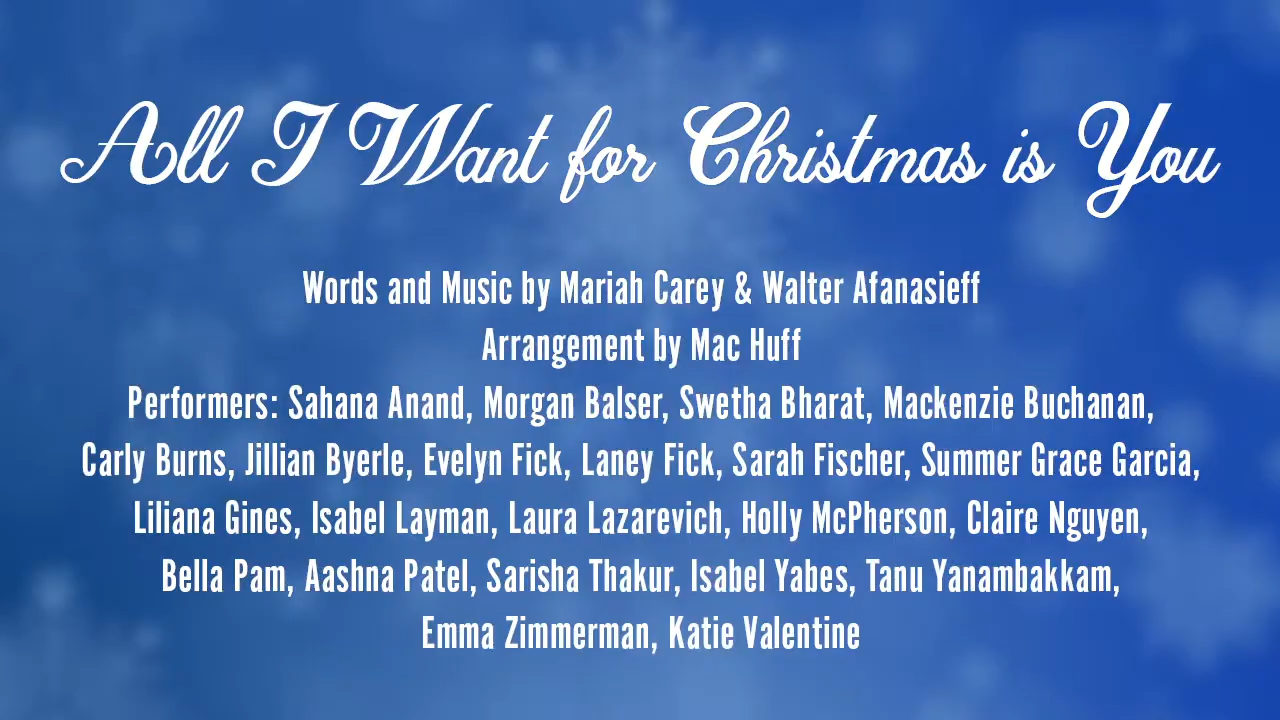 All I Want for Christmas is You
Words and Music by Mariah Carey & Walter Afanasieff
Arrangement by Mac Huff
Performers: Sahana Anand, Morgan Balser, Swetha Bharat, Mackenzie Buchanan,
Carly Burns, Jillian Byerle, Evelyn Fick, Laney Fick, Sarah Fischer, Summer Grace Garcia,
Liliana Gines, Isabel Layman, Laura Lazarevich, Holly McPherson, Claire Nguyen,
Bella Pam, Aashna Patel, Sarisha Thakur, Isabel Yabes, Tanu Yanambakkam,
Emma Zimmerman, Katie Valentine